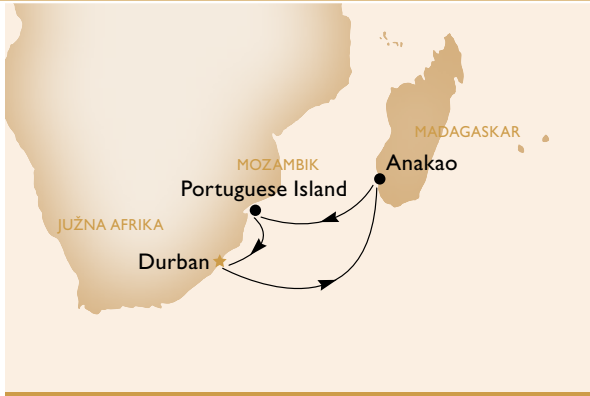 MADAGASKAR
Anakao
MOZAMBIK
Portuguese Island
JUŽNA AFRIKA
Durban